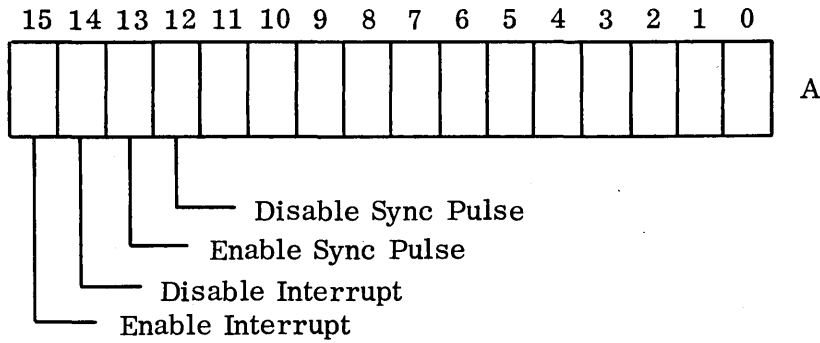 15 14 13 12 11 10 9 8 7 6 5 4 3 2 1 0
A
Disable Sync Pulse
Enable Sync Pulse
Disable Interrupt
Enable Interrupt